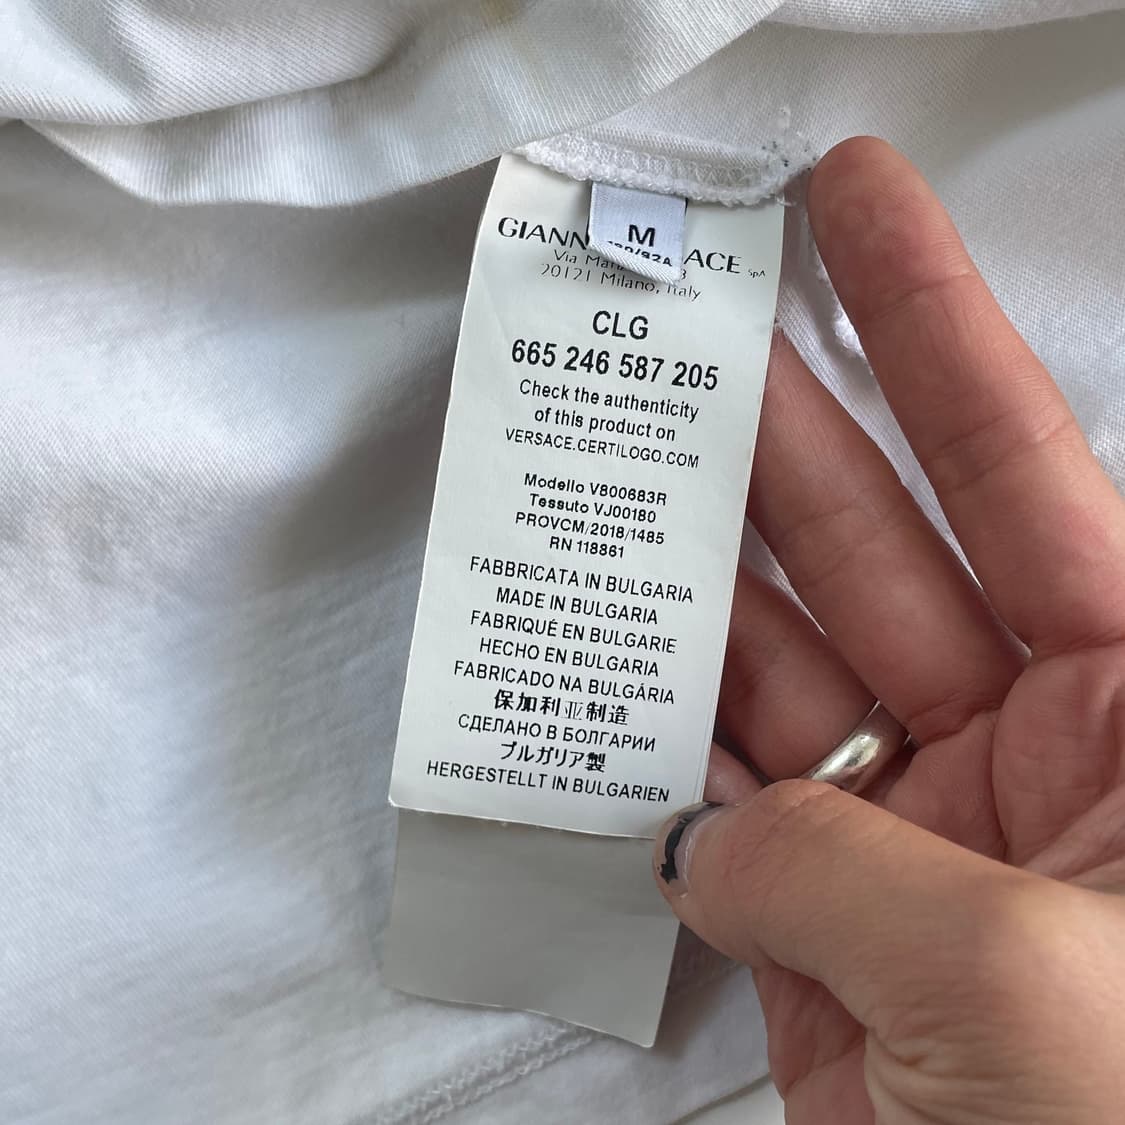 M
GIANN ACE SpA
20121 Milano, Italy
CLG
665 246 587 205
Check the authenticity
of this product on
VERSACE.CERTILOGO.COM
Modello V800683R
Tessuto VJ00180
PROVCM/2018/1485
RN 118861
FABBRICATA IN BULGARIA
MADE IN BULGARIA
FABRIQUÉ EN BULGARIE
HECHO EN BULGARIA
FABRICADO NA BULGÁRIA
保加利亚制造
СДЕЛАНО В БОЛГАРИИ
ブルガリア製
HERGESTELLT IN BULGARIEN